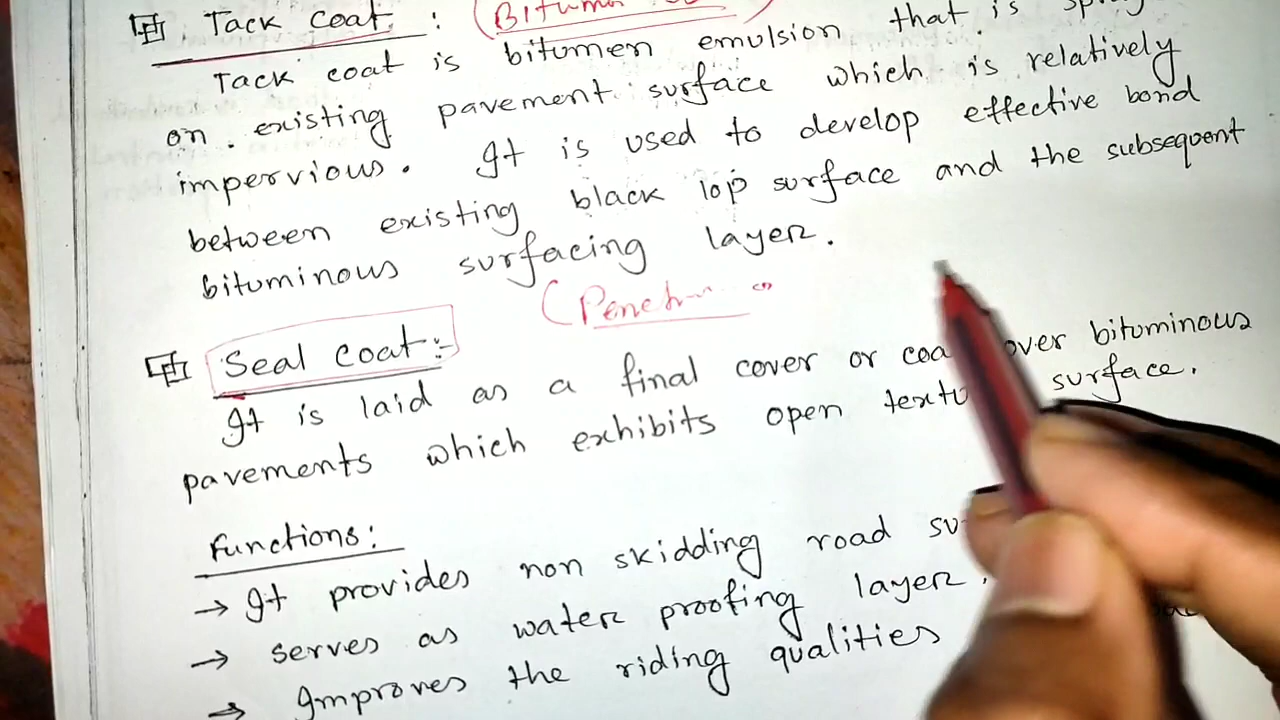 Tack coat : (Bitumen
Tack coat is bitumen emulsion that is
on existing pavement surface which is relatively
impervious. It is used to develop effective bond
between existing black top surface and the subsequent
bituminous surfacing layer.
(Penetr
Seal coat:
It is laid as a final cover or coat over bituminous
pavements which exhibits open textu surface.
Functions:
→ It provides non skidding road su
→ serves as water proofing layer.
→ Improves the riding qualities